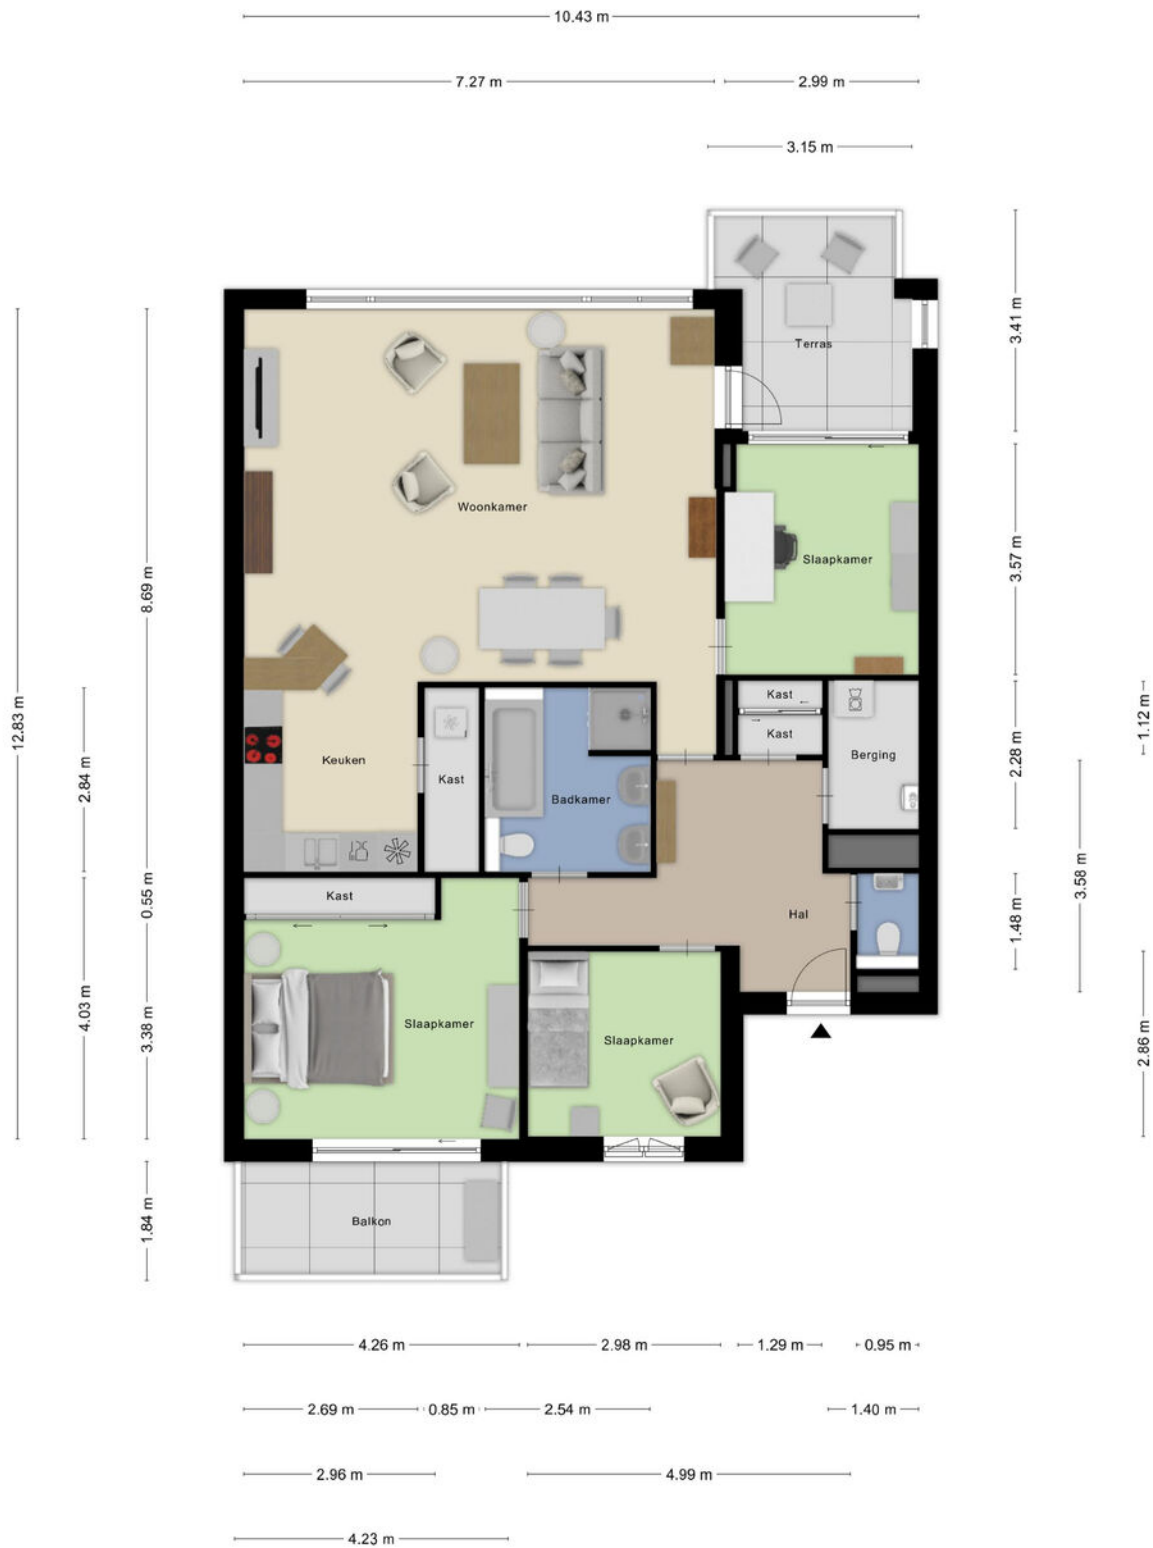 10.43 m
7.27 m
2.99 m
3.15 m
Terras
3.41 m
Woonkamer
Slaapkamer
3.57 m
8.69 m
12.83 m
Kast
Kast
1.12 m
2.28 m
Keuken
Kast
Berging
2.84 m
Badkamer
3.58 m
Kast
0.55 m
Hal
1.48 m
4.03 m
3.38 m
Slaapkamer
Slaapkamer
2.86 m
1.84 m
Balkon
4.26 m
2.98 m
1.29 m
0.95 m
2.69 m
0.85 m
2.54 m
1.40 m
2.96 m
4.99 m
4.23 m